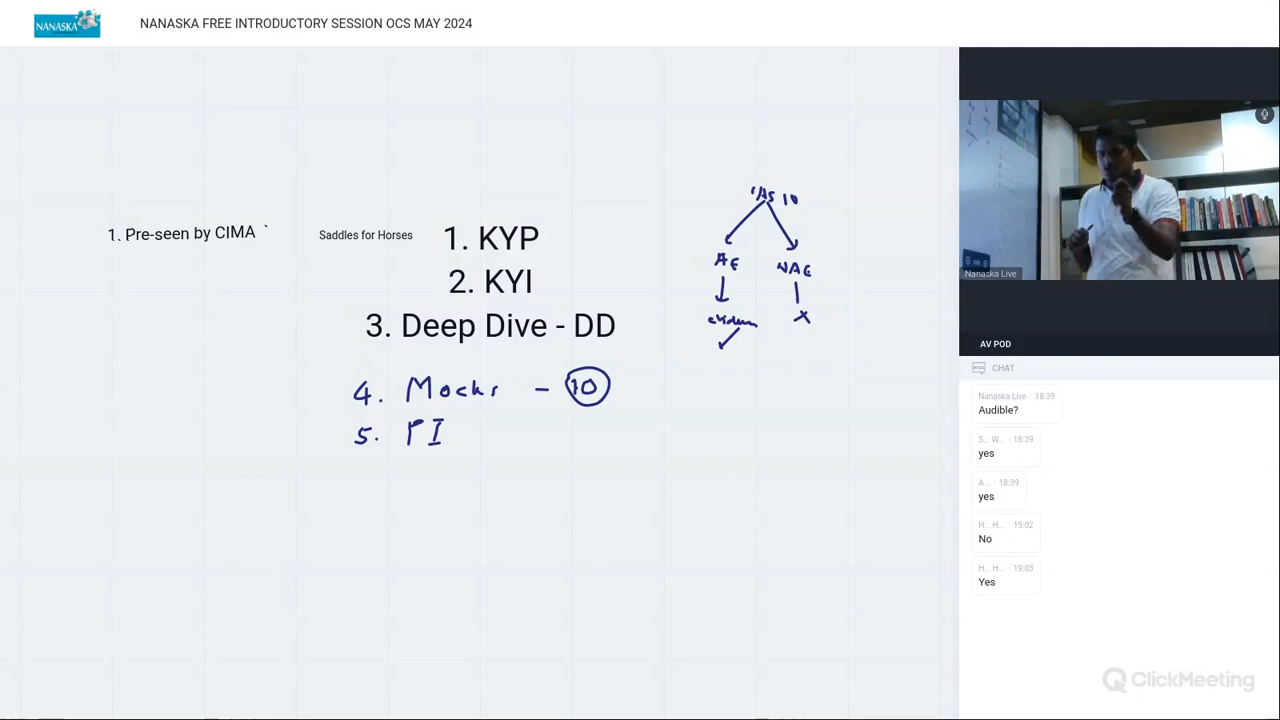 NANASKA
NANASKA FREE INTRODUCTORY SESSION OCS MAY 2024
1. Pre-seen by CIMA `
Saddles for Horses
1. KYP
2. KYI
3. Deep Dive - DD
4. Mocks - 10
5. PI
IAS 10
AE
NAE
Nanaska Live
AV POD
CHAT
Nanaska Live 18:39
Audible?
S... W... 18:39
yes
A... 18:39
yes
H... H... 19:02
No
H... H... 19:03
Yes
ClickMeeting